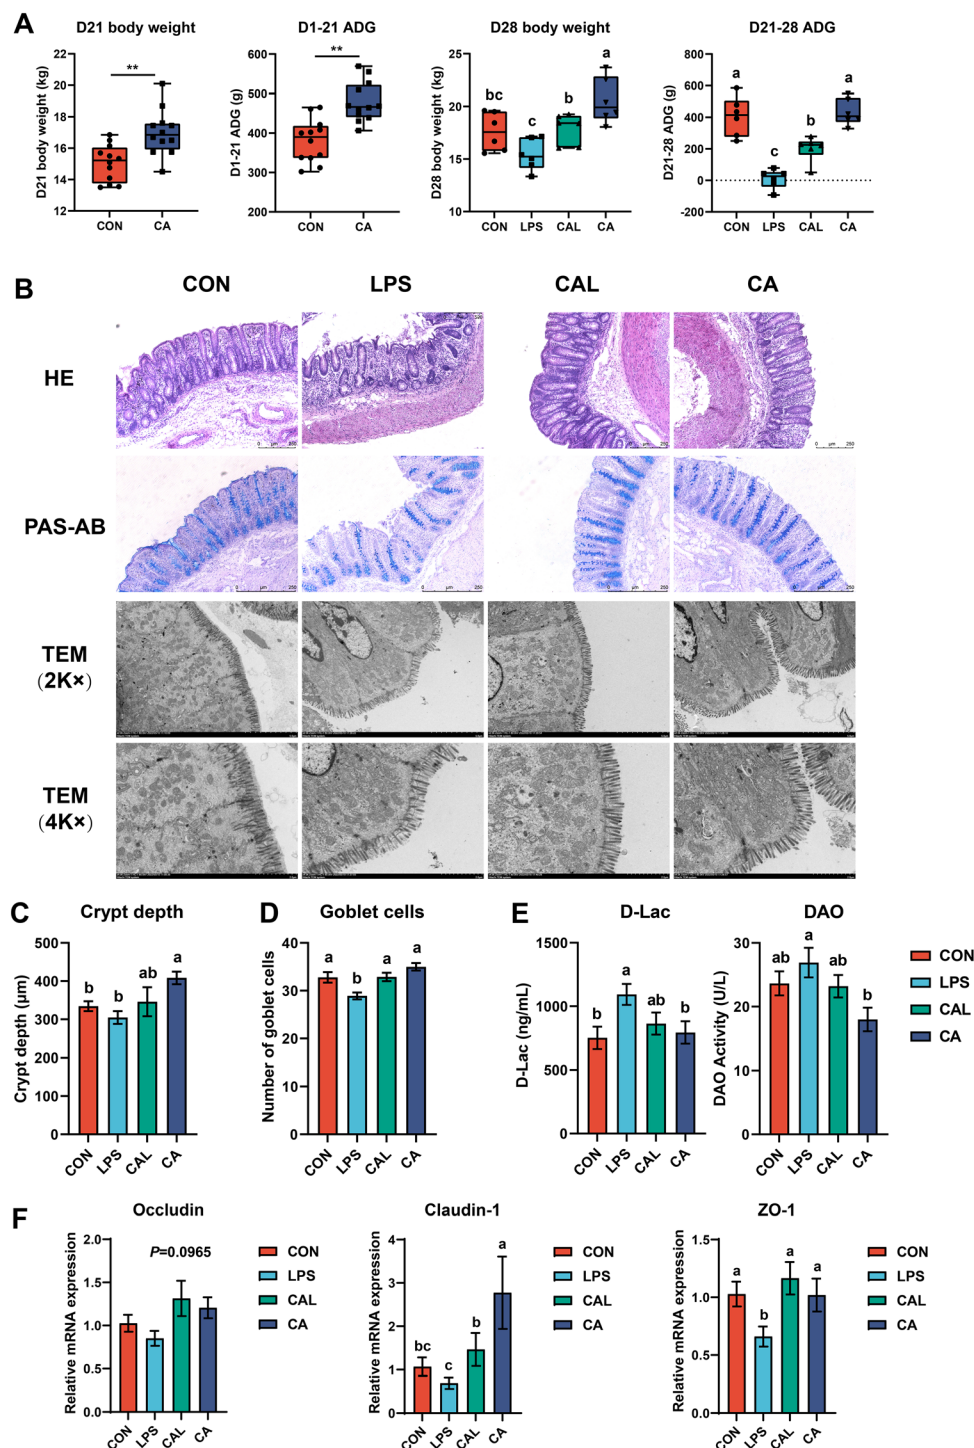 A
D21 body weight
D21 body weight (kg)
18
16
14
12
20
22
**
CON
CA
D1-21 ADG
D1-21 ADG (g)
600
500
400
300
200
**
CON
CA
D28 body weight
D28 body weight (kg)
25
20
15
10
bc
c
b
a
CON
LPS
CAL
CA
D21-28 ADG
D21-28 ADG (g)
800
600
400
200
0
-200
a
c
b
a
CON
LPS
CAL
CA
B
CON
LPS
CAL
CA
HE
PAS-AB
TEM
(2K×)
TEM
(4K×)
C
Crypt depth
Crypt depth (μm)
500
400
300
200
100
0
b
b
ab
a
CON
LPS
CAL
CA
D
Goblet cells
Number of goblet cells
40
30
20
10
0
a
b
a
a
CON
LPS
CAL
CA
E
D-Lac
D-Lac (ng/mL)
1500
1000
500
0
b
a
ab
b
CON
LPS
CAL
CA
DAO
DAO Activity (U/L)
30
20
10
0
ab
a
ab
b
CON
LPS
CAL
CA
CON
LPS
CAL
CA
F
Occludin
Relative mRNA expression
2.0
1.5
1.0
0.5
0.0
P=0.0965
CON
LPS
CAL
CA
CON
LPS
CAL
CA
Claudin-1
Relative mRNA expression
4
3
2
1
0
bc
c
b
a
CON
LPS
CAL
CA
CON
LPS
CAL
CA
ZO-1
Relative mRNA expression
1.5
1.0
0.5
0.0
a
b
a
a
CON
LPS
CAL
CA
CON
LPS
CAL
CA